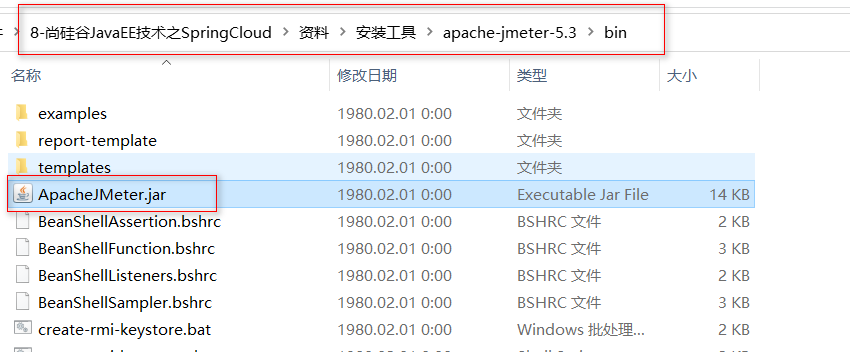 8-尚硅谷JavaEE技术之SpringCloud > 资料 > 安装工具 > apache-jmeter-5.3 > bin
名称 修改日期 类型 大小
examples 1980.02.01 0:00 文件夹
report-template 1980.02.01 0:00 文件夹
templates 1980.02.01 0:00 文件夹
ApacheJMeter.jar 1980.02.01 0:00 Executable Jar File 14 KB
BeanShellAssertion.bshrc 1980.02.01 0:00 BSHRC 文件 2 KB
BeanShellFunction.bshrc 1980.02.01 0:00 BSHRC 文件 3 KB
BeanShellListeners.bshrc 1980.02.01 0:00 BSHRC 文件 2 KB
BeanShellSampler.bshrc 1980.02.01 0:00 BSHRC 文件 3 KB
create-rmi-keystore.bat 1980.02.01 0:00 Windows 批处理... 2 KB